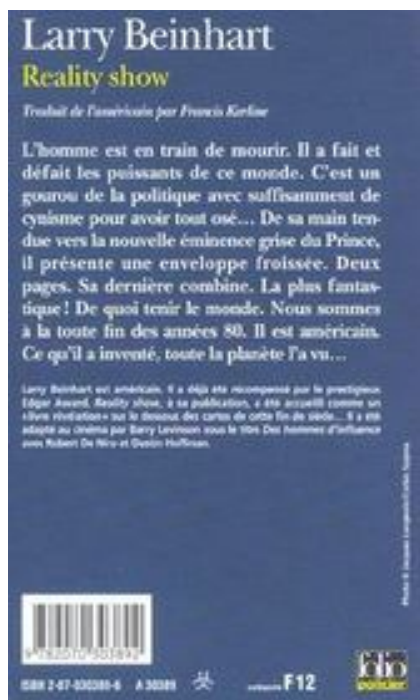 Larry Beinhart
Reality show
Traduit de l'américain par Francis Kerline
L'homme est en train de mourir. Il a fait et
défait les puissants de ce monde. C'est un
gourou de la politique avec suffisamment de
cynisme pour avoir tout osé... De sa main ten-
due vers la nouvelle éminence grise du Prince,
il présente une enveloppe froissée. Deux
pages. Sa dernière combine. La plus fantas-
tique ! De quoi tenir le monde. Nous sommes
à la toute fin des années 80. Il est américain.
Ce qu'il a inventé, toute la planète l'a vu...
Larry Beinhart est américain. Il a déjà été récompensé par le prestigieux
Edgar Award. Reality show, à sa publication, a été accueilli comme un
«livre révélation» sur le dessous des cartes de cette fin de siècle... Il a été
adapté au cinéma par Barry Levinson sous le titre Des hommes d'influence
avec Robert De Niro et Dustin Hoffman.
Photo ©
ISBN 2-07-030389-6 A 30389 catégorie F12
folio
policier